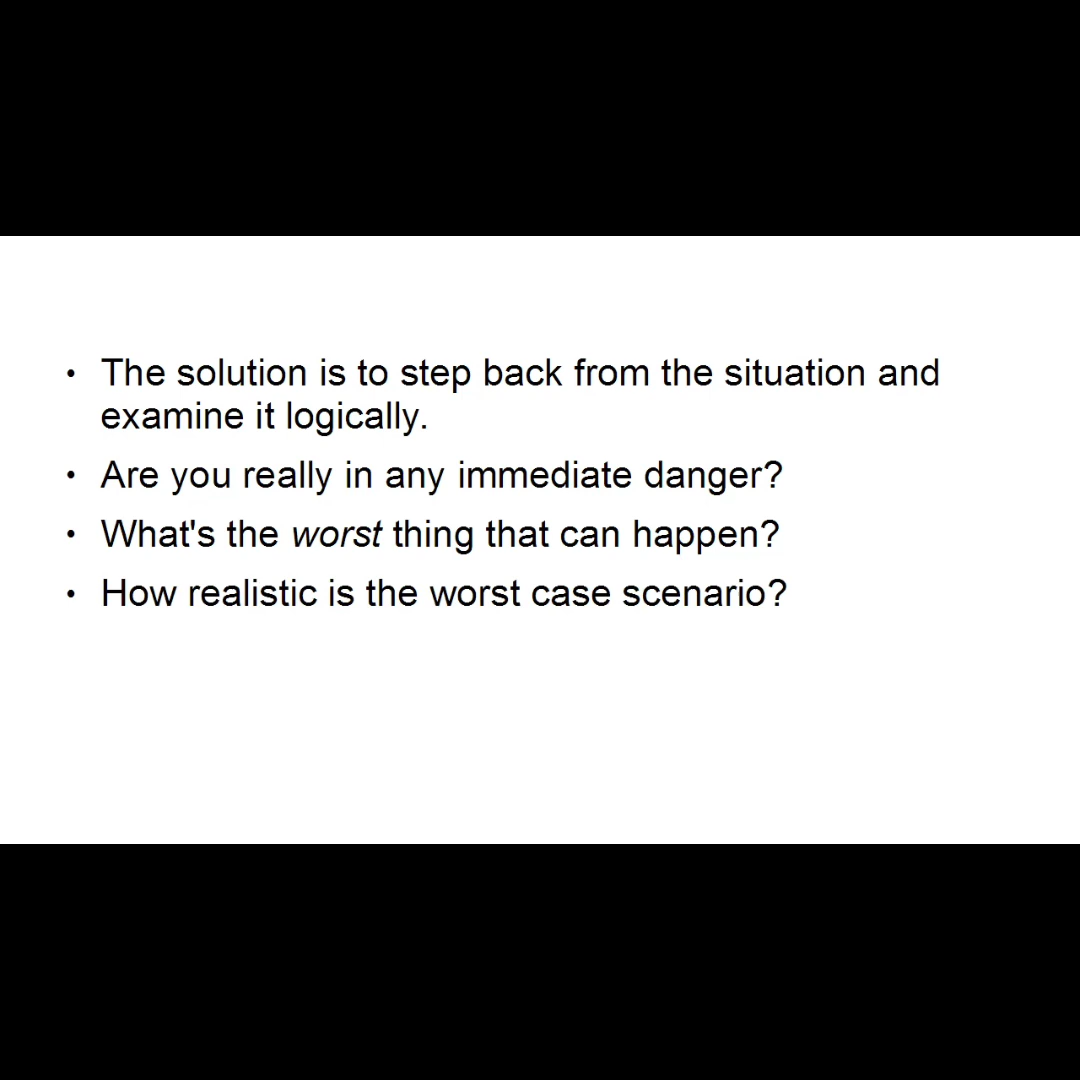 • The solution is to step back from the situation and
examine it logically.
• Are you really in any immediate danger?
• What's the worst thing that can happen?
• How realistic is the worst case scenario?